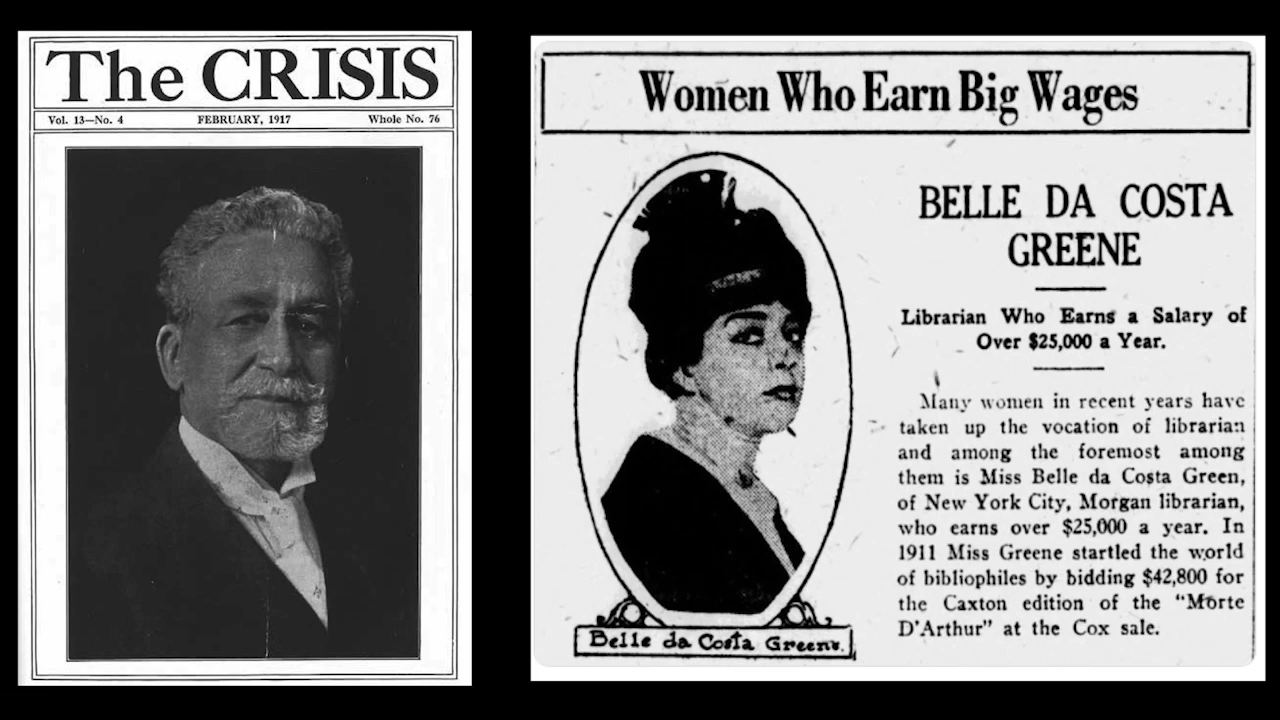 The CRISIS
Vol. 13—No. 4 FEBRUARY, 1917 Whole No. 76
Women Who Earn Big Wages
BELLE DA COSTA
GREENE
Librarian Who Earns a Salary of
Over $25,000 a Year.
Many women in recent years have
taken up the vocation of librarian
and among the foremost among
them is Miss Belle da Costa Green,
of New York City, Morgan librarian,
who earns over $25,000 a year. In
1911 Miss Greene startled the world
of bibliophiles by bidding $42,800 for
the Caxton edition of the "Morte
D'Arthur" at the Cox sale.
Belle da Costa Greene.